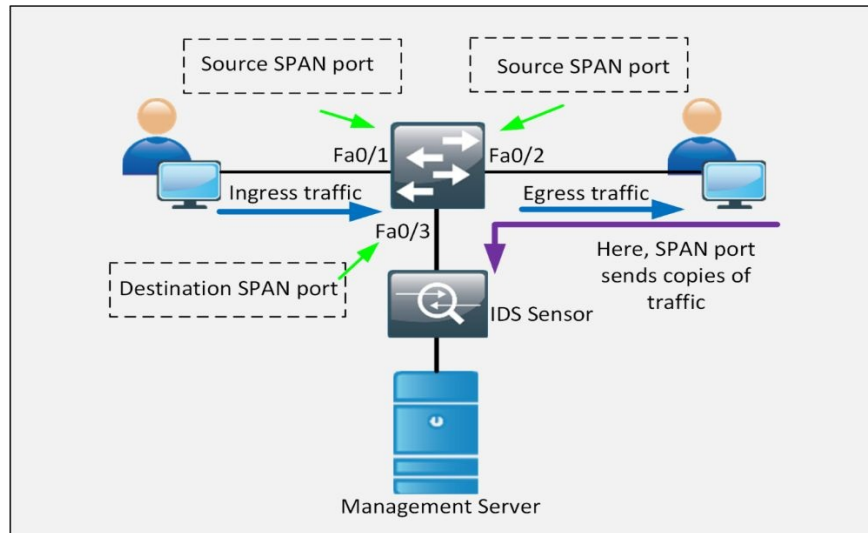 Source SPAN port
Source SPAN port
Fa0/1
Fa0/2
Ingress traffic
Egress traffic
Fa0/3
Here, SPAN port
sends copies of
traffic
Destination SPAN port
IDS Sensor
Management Server